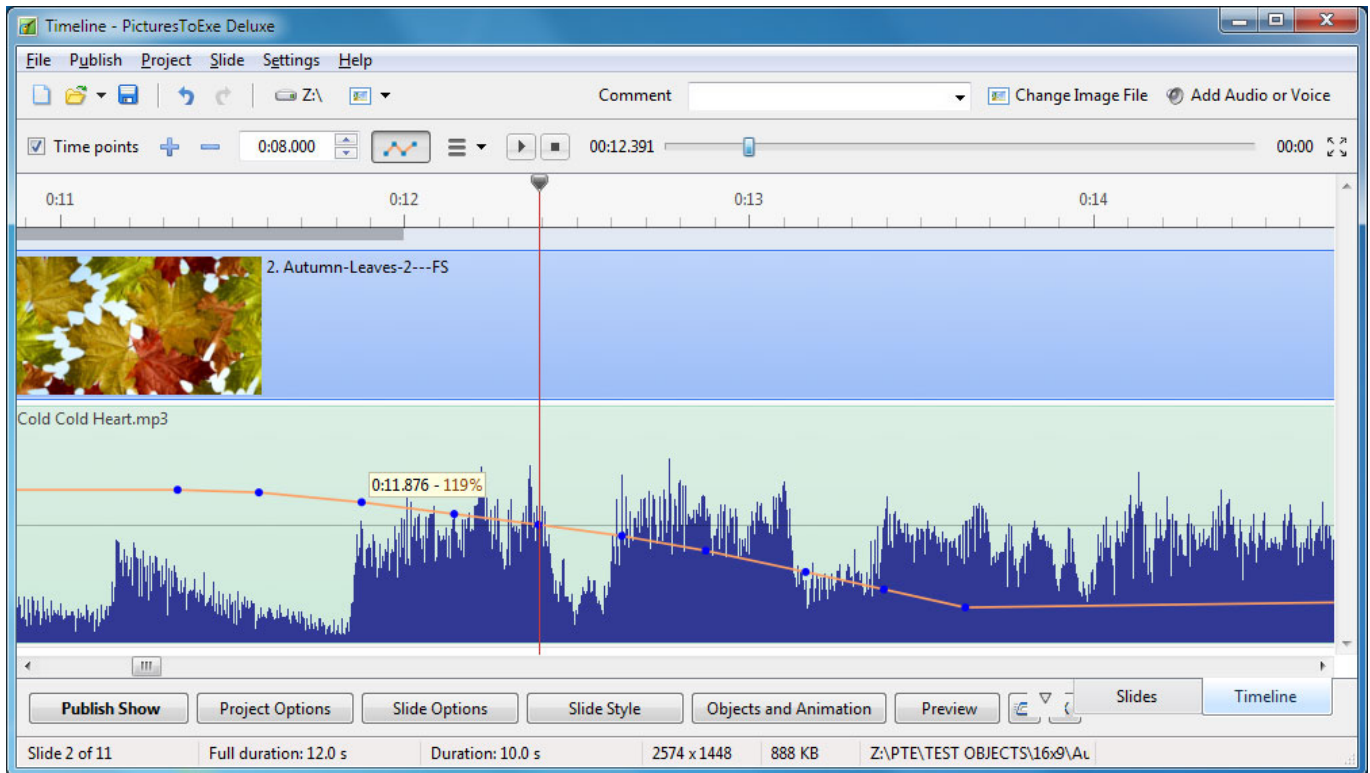 Timeline - PicturesToExe Deluxe
File Publish Project Slide Settings Help
Z:\ Comment Change Image File Add Audio or Voice
Time points 0:08.000 00:12.391 00:00
0:11 0:12 0:13 0:14
2. Autumn-Leaves-2---FS
Cold Cold Heart.mp3
0:11.876 - 119%
Publish Show Project Options Slide Options Slide Style Objects and Animation Preview Slides Timeline
Slide 2 of 11 Full duration: 12.0 s Duration: 10.0 s 2574 x 1448 888 KB Z:\PTE\TEST OBJECTS\16x9\Au